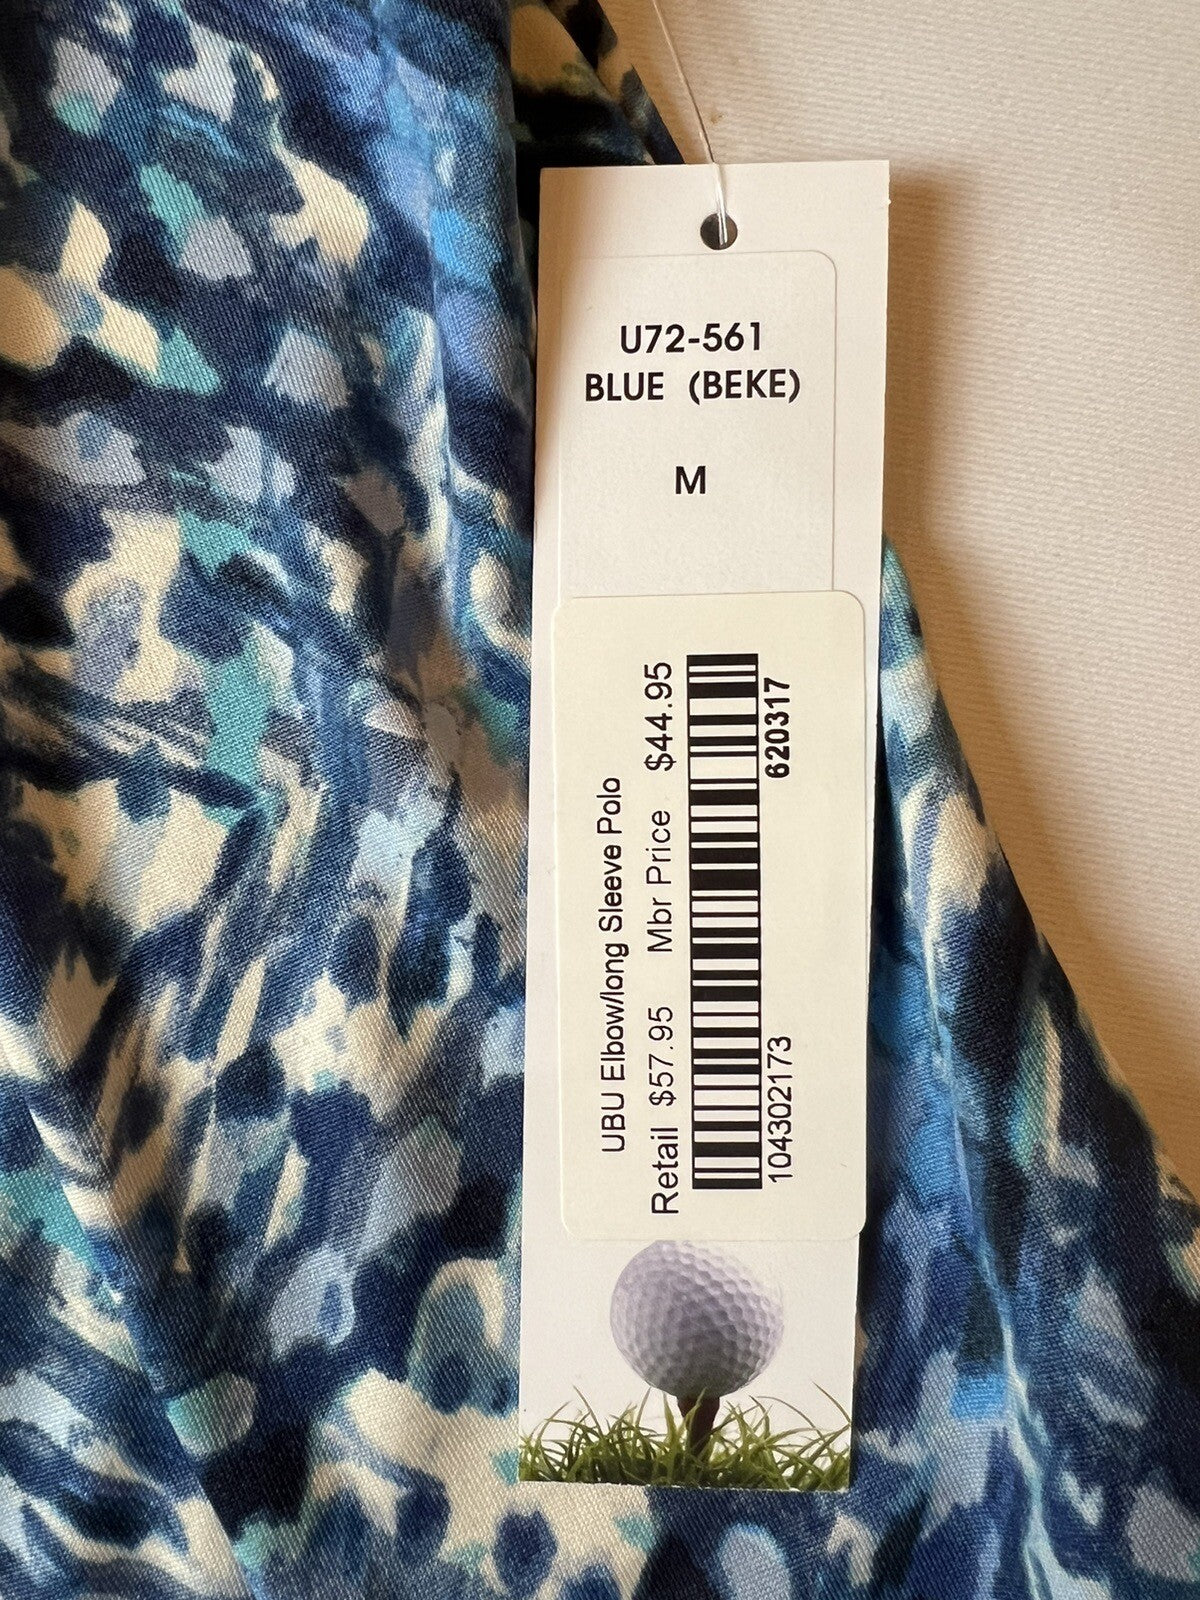 U72-561
BLUE (BEKE)
M
UBU Elbow/long Sleeve Polo
Retail $57.95 Mbr Price $44.95
104302173
620317